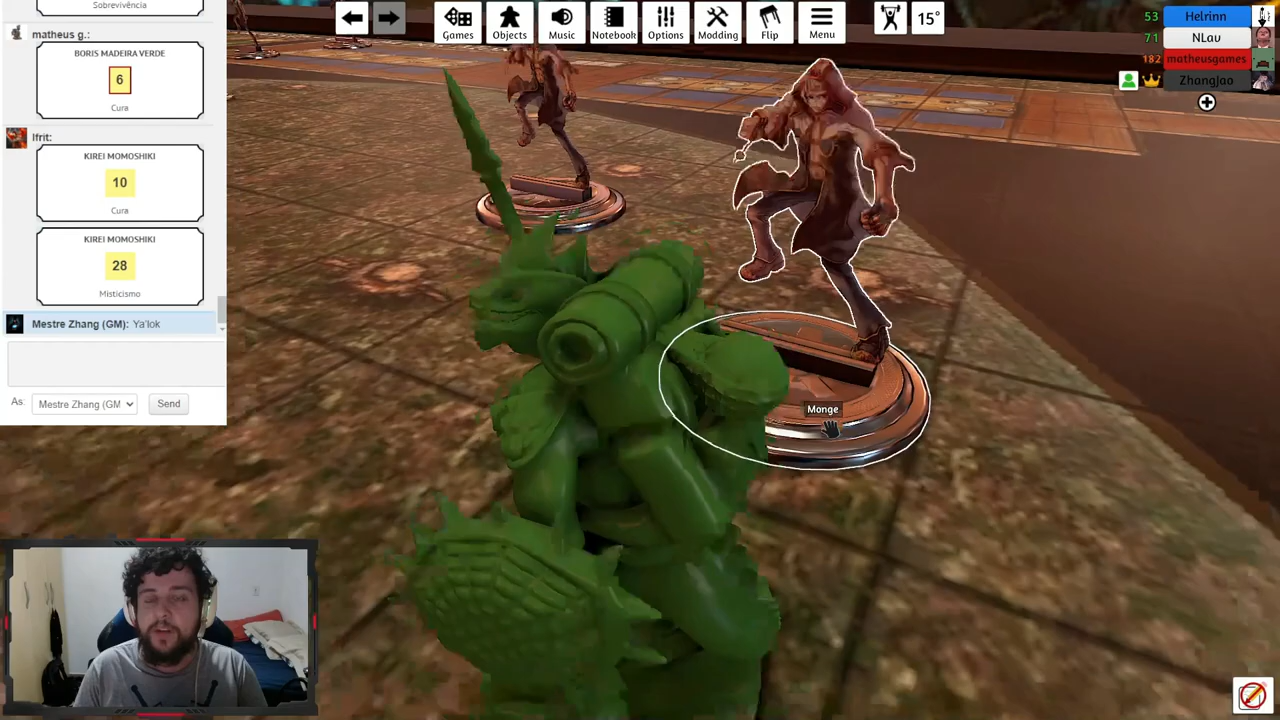 Sobrevivência
matheus g.:
BORIS MADEIRA VERDE
6
Cura
Ifrit:
KIREI MOMOSHIKI
10
Cura
KIREI MOMOSHIKI
28
Misticismo
Mestre Zhang (GM): Ya'lok
As: Mestre Zhang (GM)
Send
Games
Objects
Music
Notebook
Options
Modding
Flip
Menu
15°
53 Helrinn
71 NLav
182 matheusgames
Zhangjao
Monge